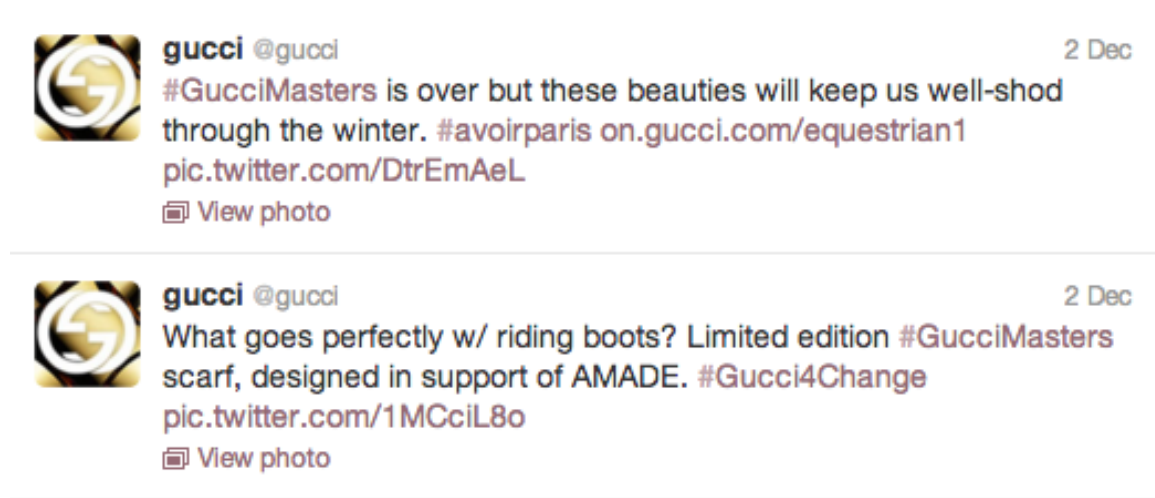 gucci @gucci 2 Dec
#GucciMasters is over but these beauties will keep us well-shod
through the winter. #avoirparis on.gucci.com/equestrian1
pic.twitter.com/DtrEmAeL
View photo
gucci @gucci 2 Dec
What goes perfectly w/ riding boots? Limited edition #GucciMasters
scarf, designed in support of AMADE. #Gucci4Change
pic.twitter.com/1MCciL8o
View photo